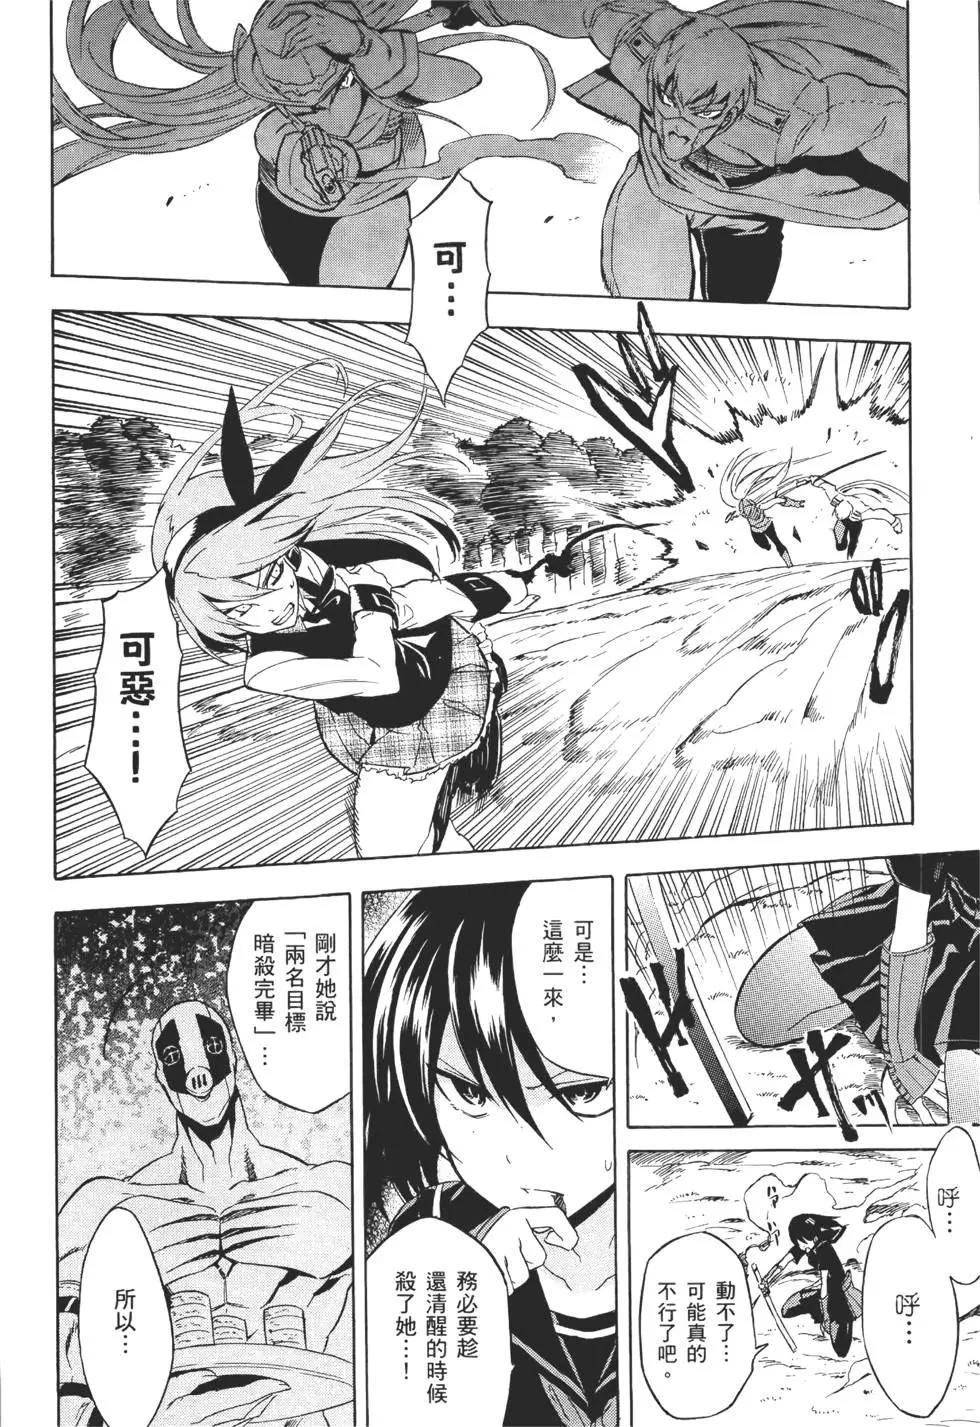 可…
可惡…！
呼…
呼…
動不了…
可能真的
不行了吧。
可是…
這麼一來，
務必要趁
還清醒的時候
殺了她…！
剛才她說
「兩名目標
暗殺完畢」…
所以…